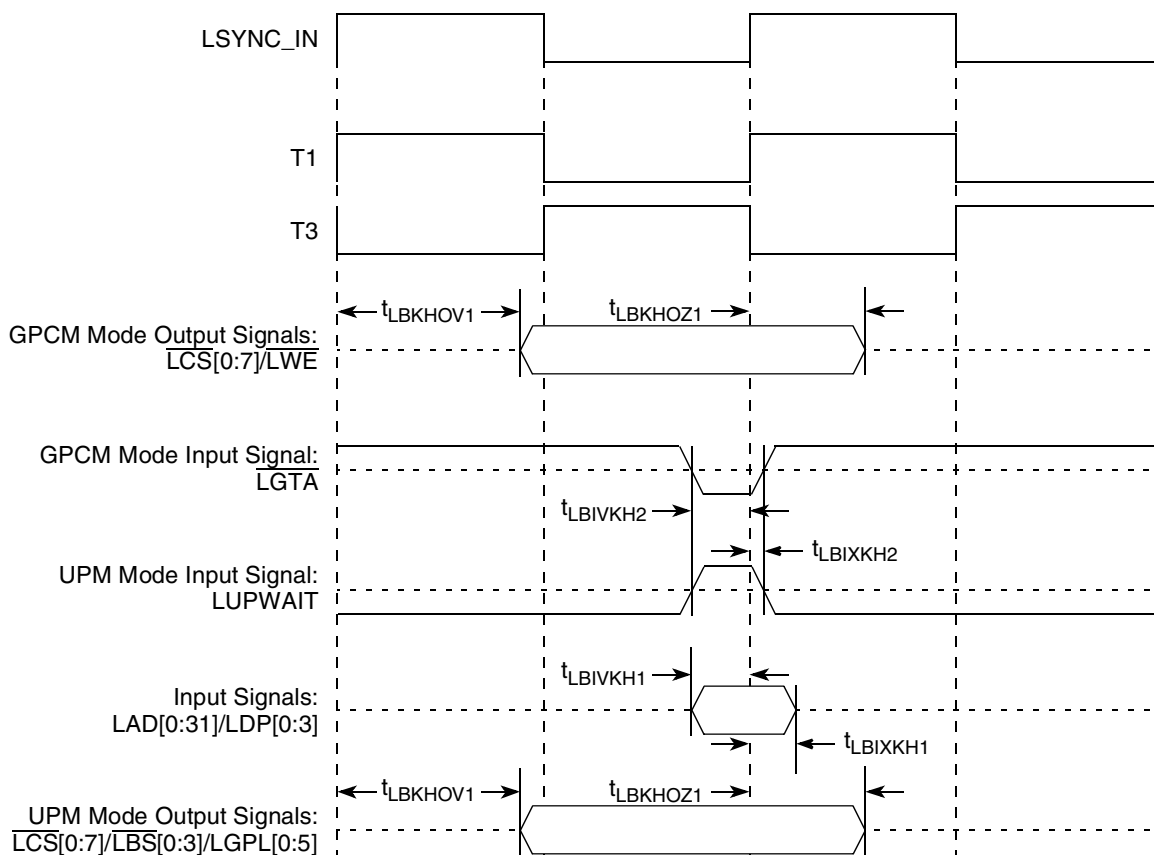 LSYNC_IN
T1
T3
tLBKHOV1
tLBKHOZ1
GPCM Mode Output Signals:
LCS[0:7]/LWE
GPCM Mode Input Signal:
LGTA
tLBIVKH2
tLBIXKH2
UPM Mode Input Signal:
LUPWAIT
tLBIVKH1
Input Signals:
LAD[0:31]/LDP[0:3]
tLBIXKH1
tLBKHOV1
tLBKHOZ1
UPM Mode Output Signals:
LCS[0:7]/LBS[0:3]/LGPL[0:5]